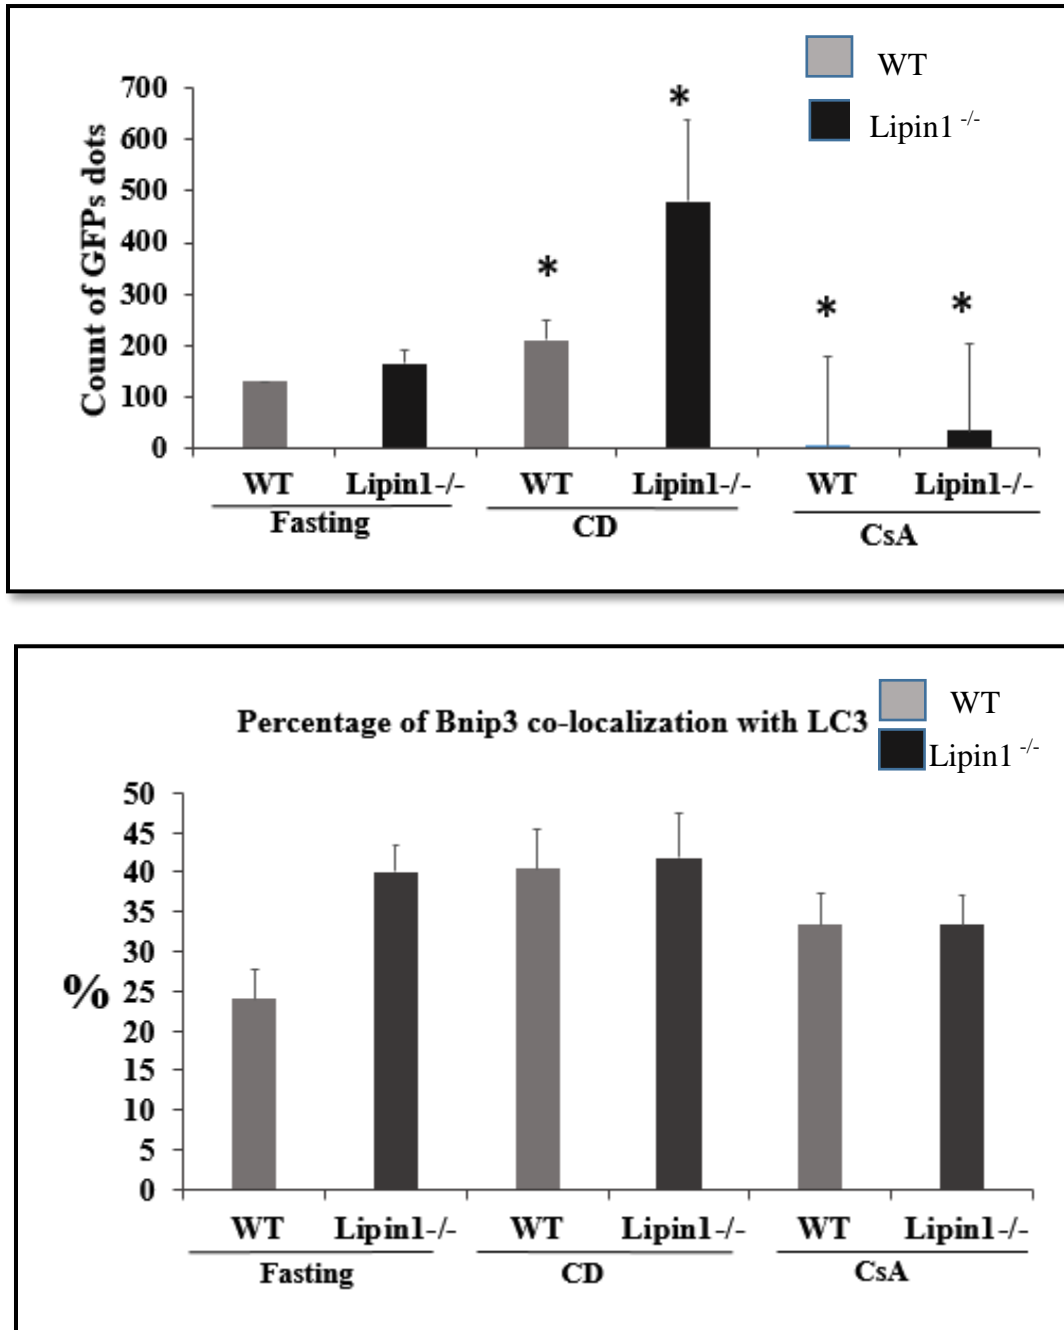 WT
Lipin1 -/-
Count of GFPs dots
700
600
500
400
300
200
100
0
*
*
*
*
WT Lipin1-/- WT Lipin1-/- WT Lipin1-/-
Fasting CD CsA
WT
Lipin1 -/-
Percentage of Bnip3 co-localization with LC3
%
50
45
40
35
30
25
20
15
10
5
0
WT Lipin1-/- WT Lipin1-/- WT Lipin1-/-
Fasting CD CsA